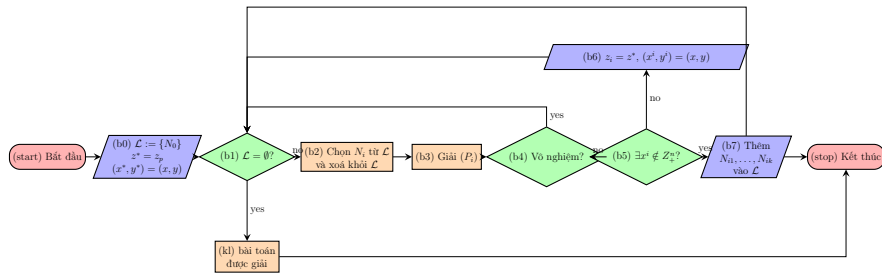 (b6) zᵢ = z*, (xⁱ, yⁱ) = (x, y)
(start) Bắt đầu
(b0) 𝓛 := {N₀}
z* = zₚ
(x*, y*) = (x, y)
(b1) 𝓛 = ∅?
no
(b2) Chọn Nᵢ từ 𝓛
và xoá khỏi 𝓛
(b3) Giải (Pᵢ)
(b4) Vô nghiệm?
yes
no
(b5) ∃xⁱ ∉ Zⁿ₊?
no
yes
(b7) Thêm
Nᵢ₁, . . . , Nᵢₖ
vào 𝓛
(stop) Kết thúc
yes
(kl) bài toán
được giải